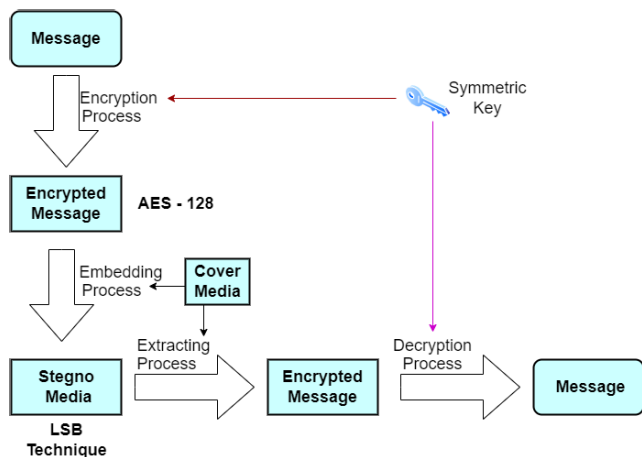 Message
Encryption
Process
Symmetric
Key
Encrypted
Message
AES - 128
Embedding
Process
Cover
Media
Stegno
Media
Extracting
Process
Encrypted
Message
Decryption
Process
Message
LSB
Technique